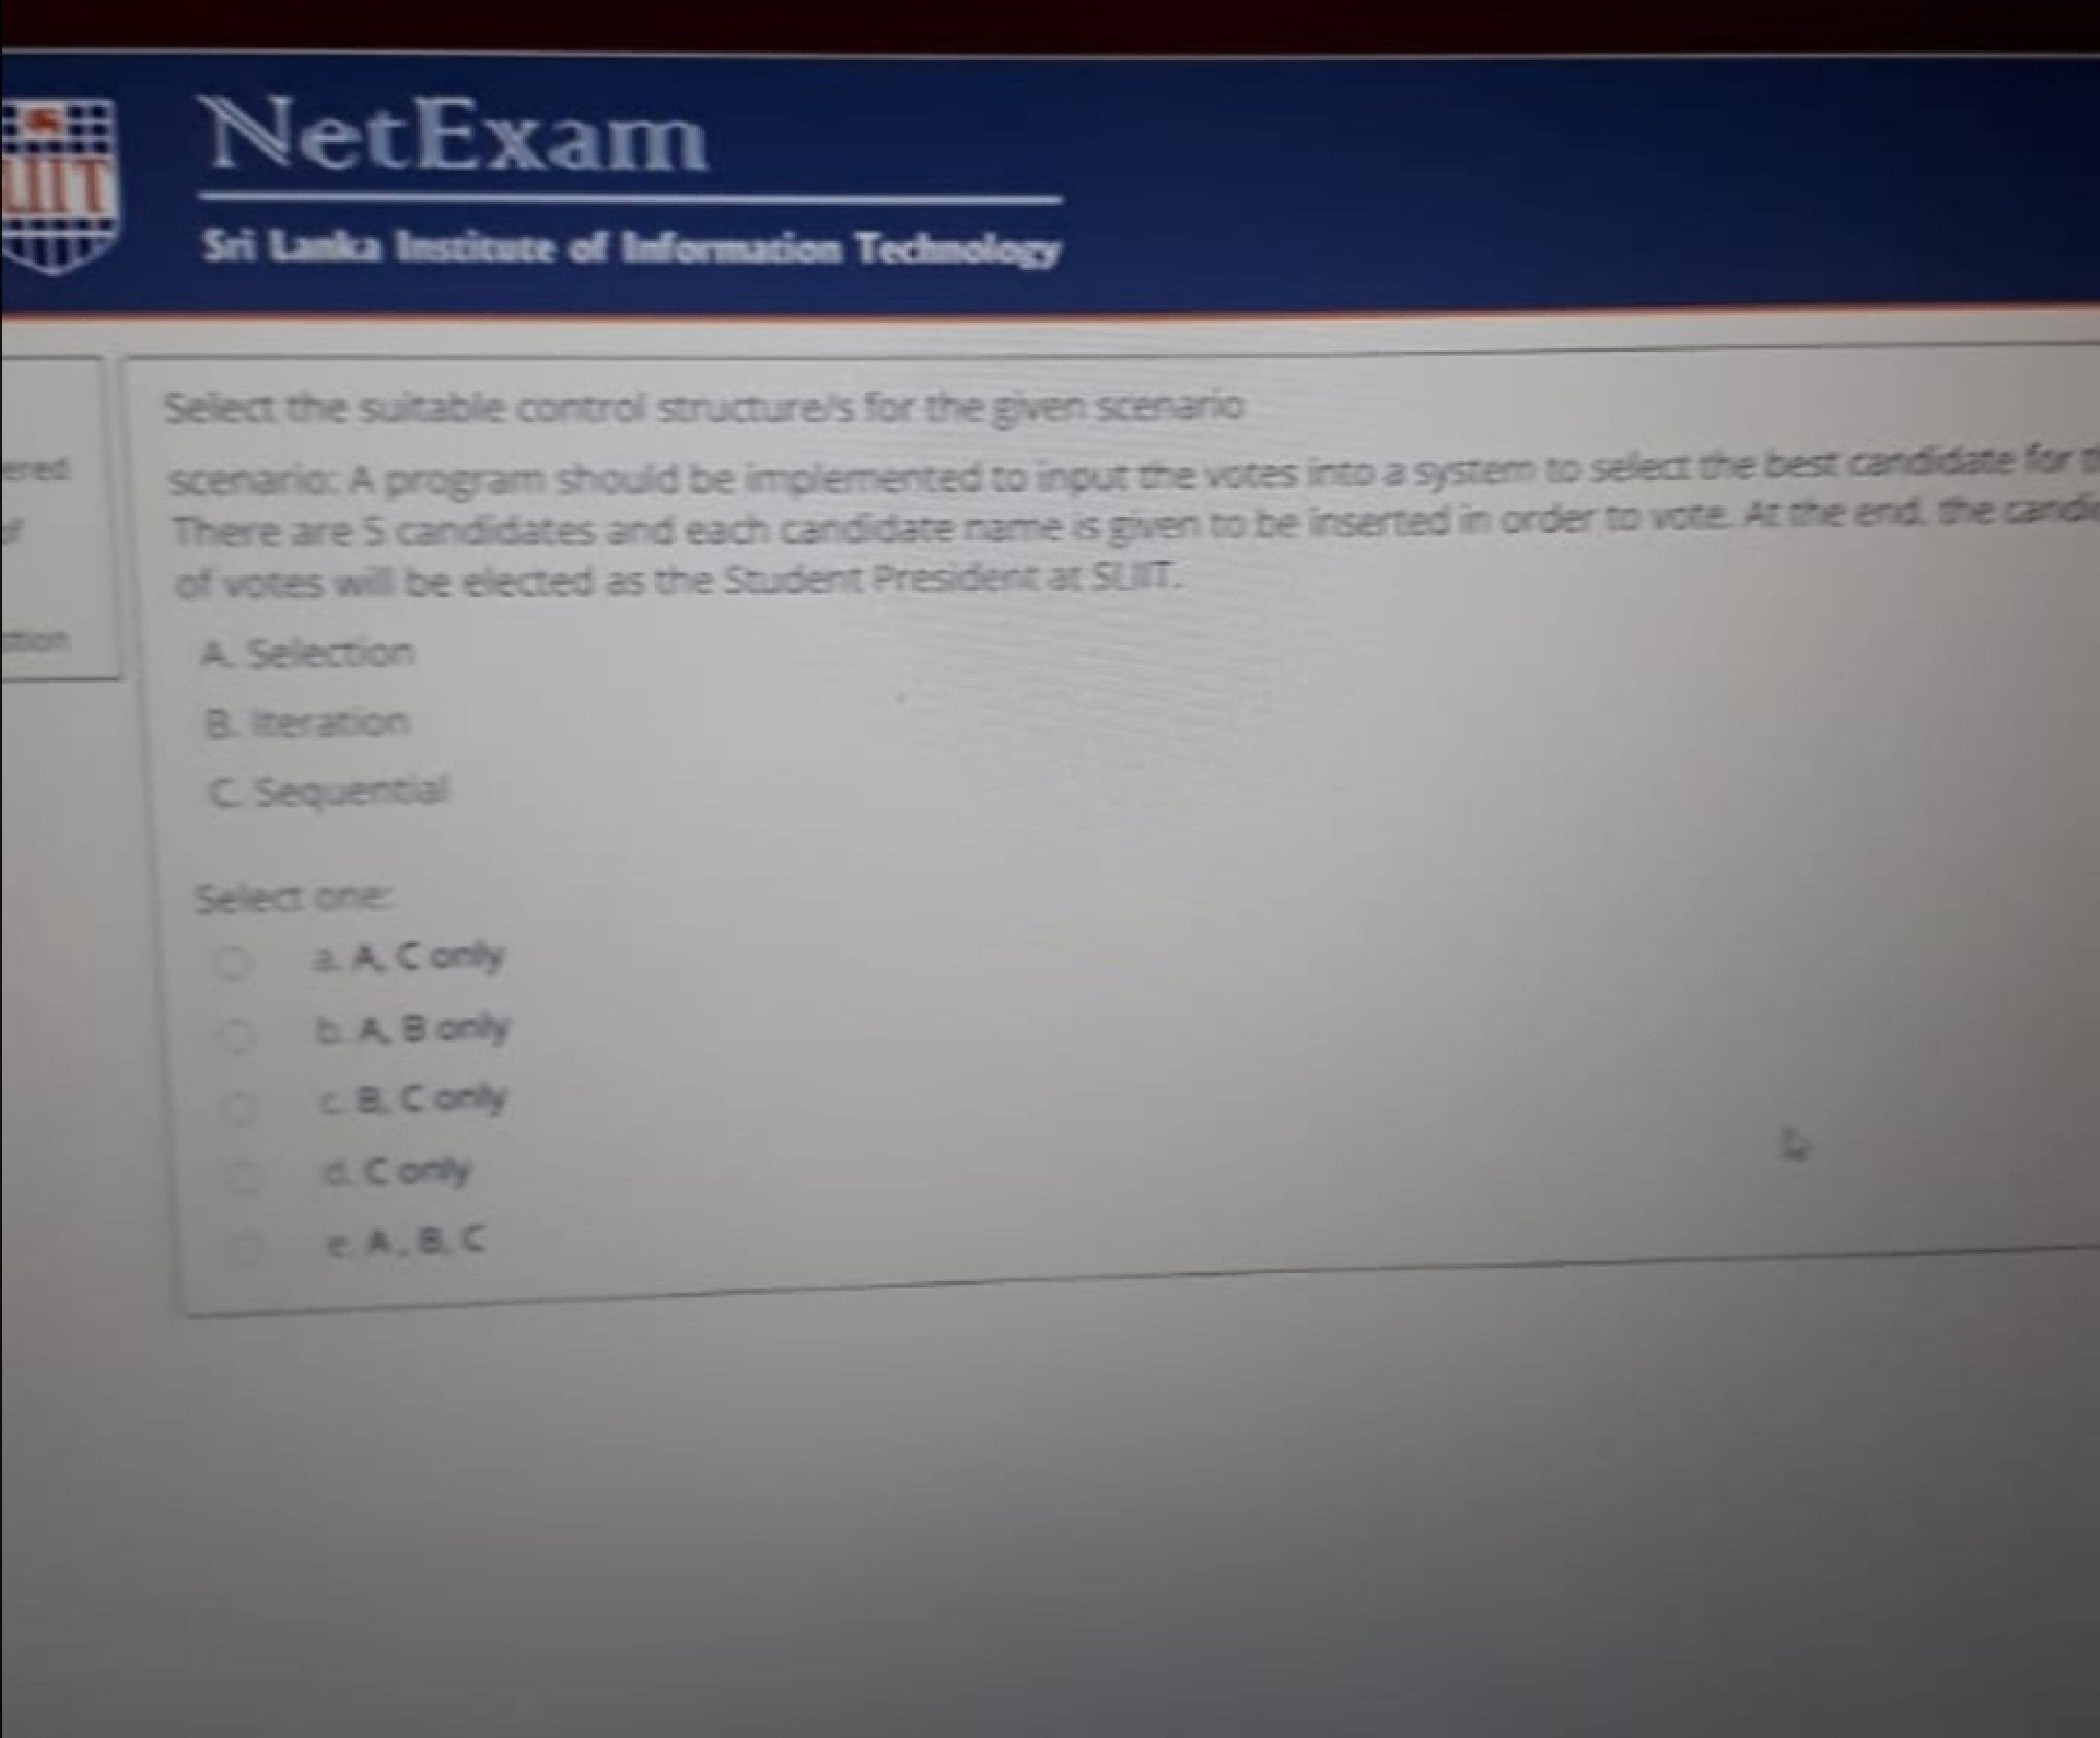 UIT
NetExam
Sri Lanka Institute of Information Technology
ered
of
stion
Select the suitable control structure/s for the given scenario
scenario: A program should be implemented to input the votes into a system to select the best candidate for
There are 5 candidates and each candidate name is given to be inserted in order to vote. At the end, the candi
of votes will be elected as the Student President at SLIIT.
A. Selection
B. Iteration
C. Sequential
Select one:
a. A, C only
b. A, B only
c. B, C only
d. C only
e. A , B, C